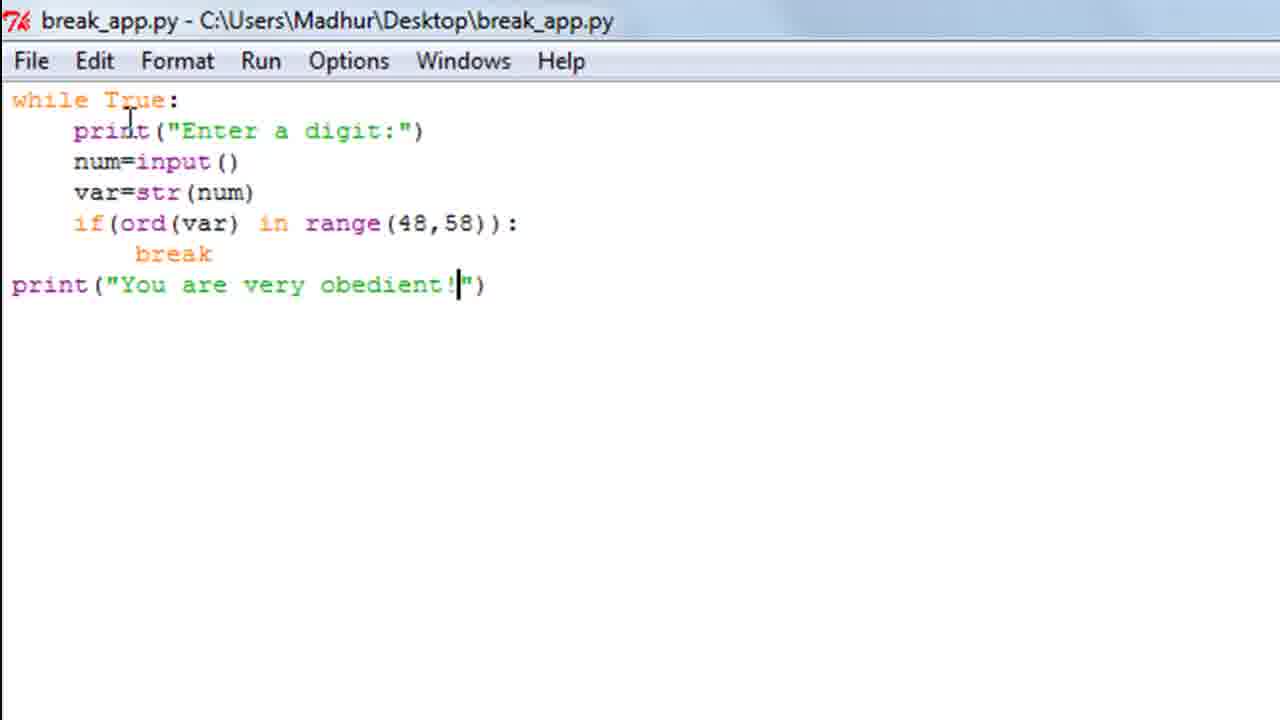 break_app.py - C:\Users\Madhur\Desktop\break_app.py
File Edit Format Run Options Windows Help
while True:
    print("Enter a digit:")
    num=input()
    var=str(num)
    if(ord(var) in range(48,58)):
        break
print("You are very obedient!")